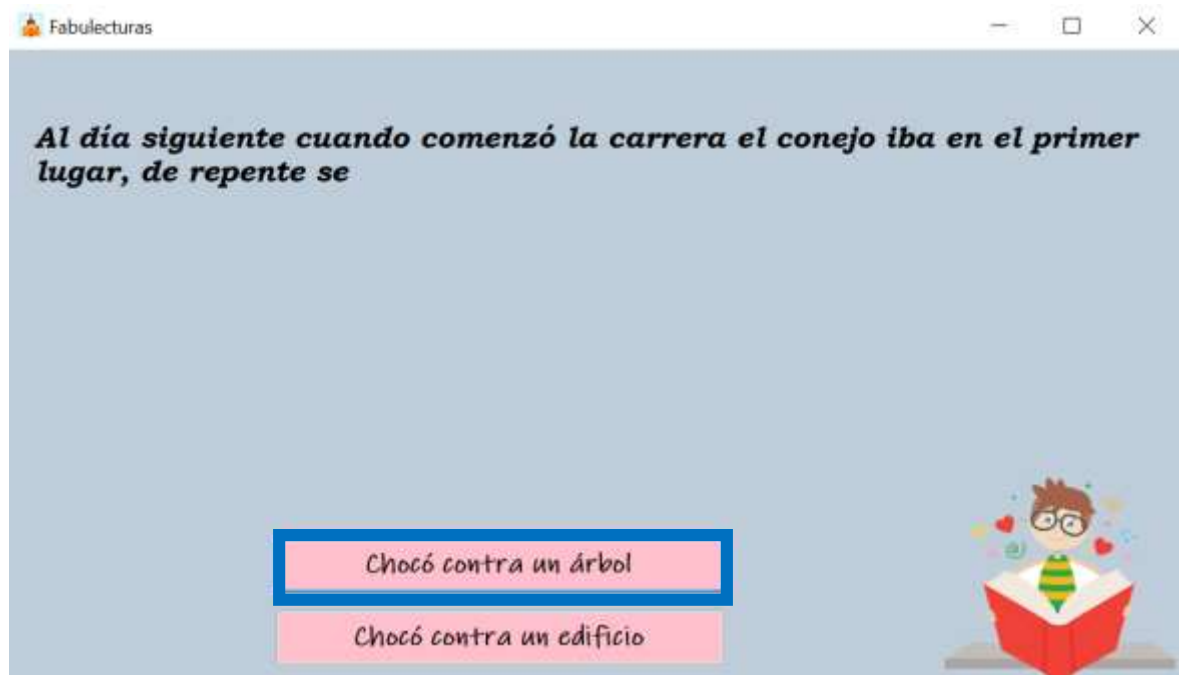 Fabulecturas
Al día siguiente cuando comenzó la carrera el conejo iba en el primer
lugar, de repente se
Chocó contra un árbol
Chocó contra un edificio